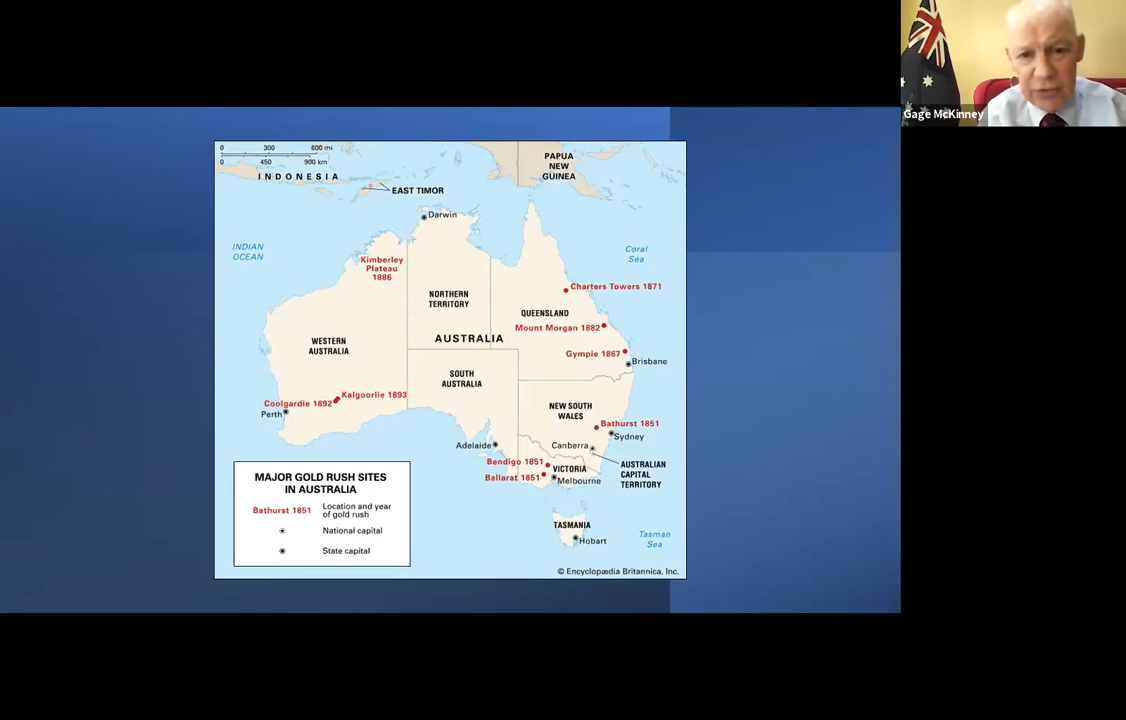 Gage McKinney
0 300 600 mi
0 450 900 km
INDONESIA
EAST TIMOR
PAPUA
NEW
GUINEA
Darwin
INDIAN
OCEAN
Coral
Sea
Kimberley
Plateau
1886
NORTHERN
TERRITORY
Charters Towers 1871
QUEENSLAND
Mount Morgan 1882
AUSTRALIA
WESTERN
AUSTRALIA
Gympie 1867
Brisbane
SOUTH
AUSTRALIA
Kalgoorlie 1893
Coolgardie 1892
Perth
NEW SOUTH
WALES
Bathurst 1851
Sydney
Adelaide
Canberra
Bendigo 1851
VICTORIA
AUSTRALIAN
CAPITAL
TERRITORY
Ballarat 1851
Melbourne
TASMANIA
Hobart
Tasman
Sea
MAJOR GOLD RUSH SITES
IN AUSTRALIA
Bathurst 1851 Location and year
of gold rush
National capital
State capital
© Encyclopædia Britannica, Inc.